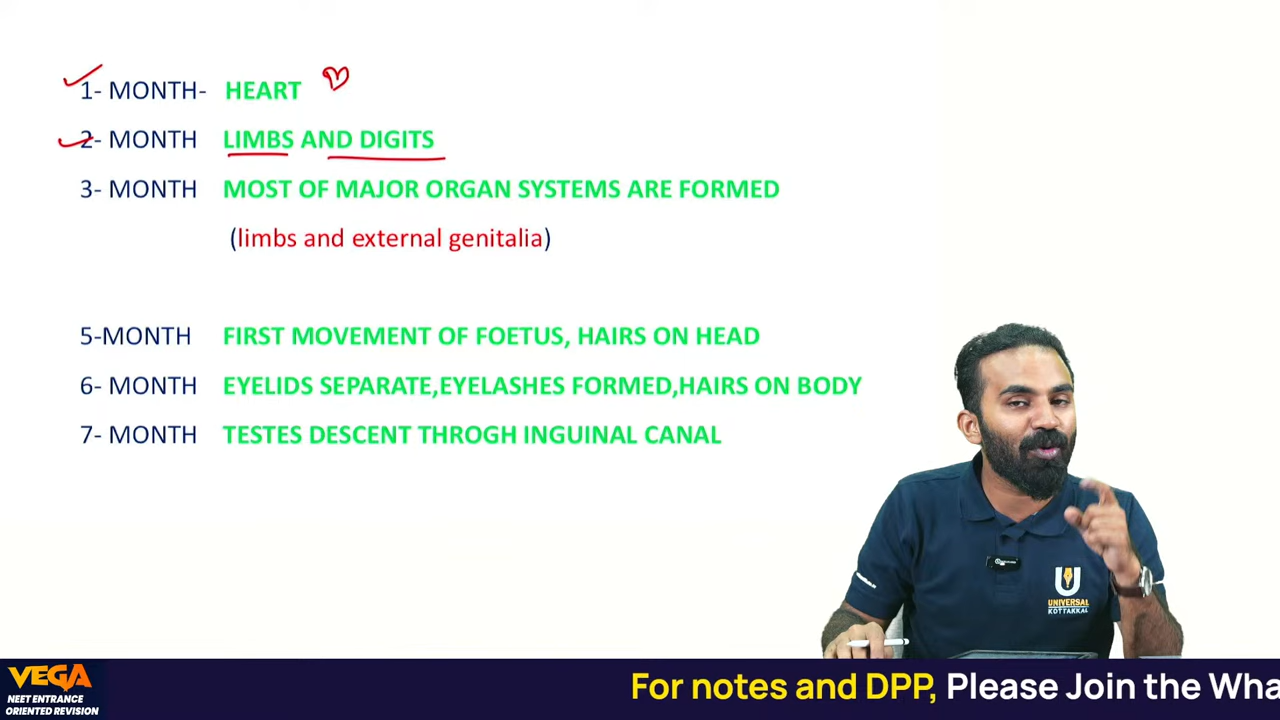 1- MONTH- HEART
2- MONTH LIMBS AND DIGITS
3- MONTH MOST OF MAJOR ORGAN SYSTEMS ARE FORMED
(limbs and external genitalia)
5-MONTH FIRST MOVEMENT OF FOETUS, HAIRS ON HEAD
6- MONTH EYELIDS SEPARATE,EYELASHES FORMED,HAIRS ON BODY
7- MONTH TESTES DESCENT THROGH INGUINAL CANAL
U
UNIVERSAL
KOTTAKKAL
VEGA
NEET ENTRANCE
ORIENTED REVISION
For notes and DPP, Please Join the Wha